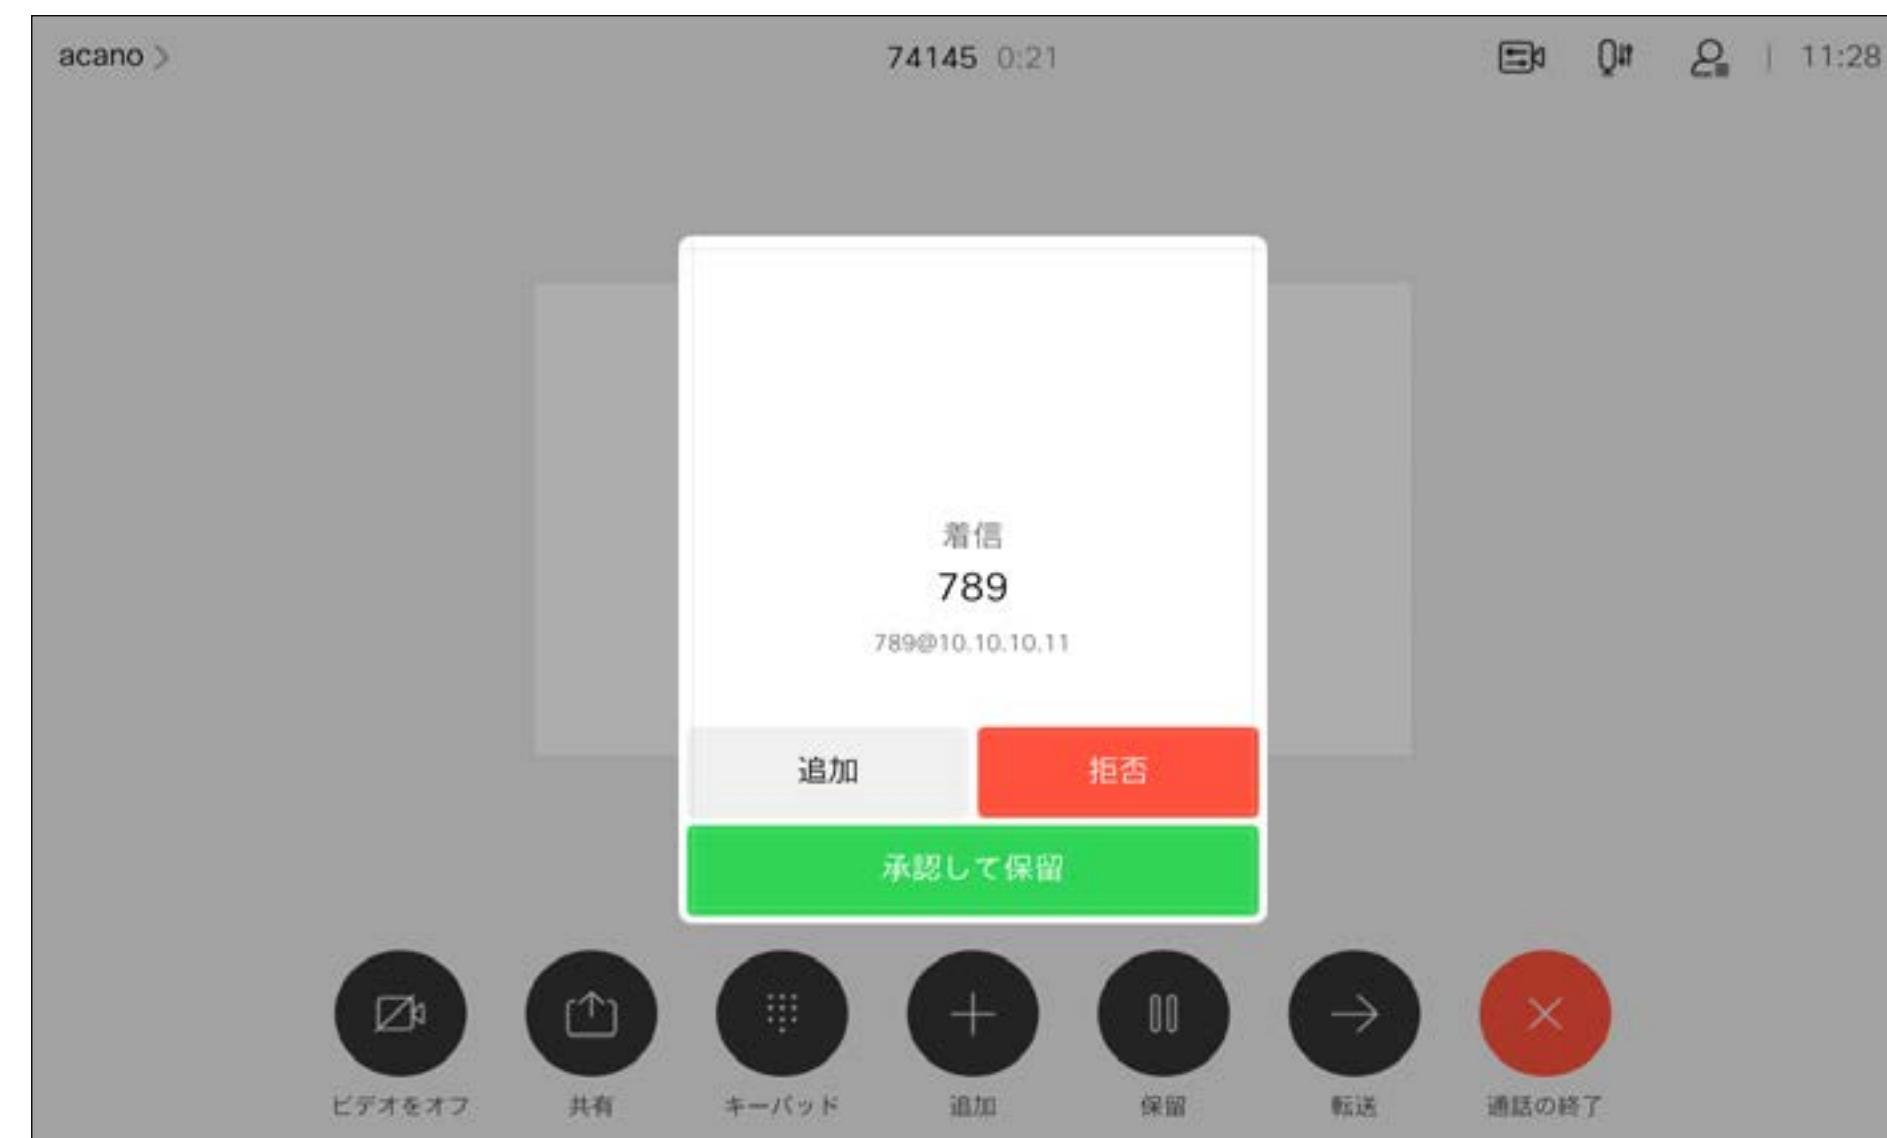 acano
74145 0:21
11:28
着信
789
789@10.10.10.11
追加 拒否
承認して保留
ビデオをオフ 共有 キーパッド 追加 保留 転送 通話の終了